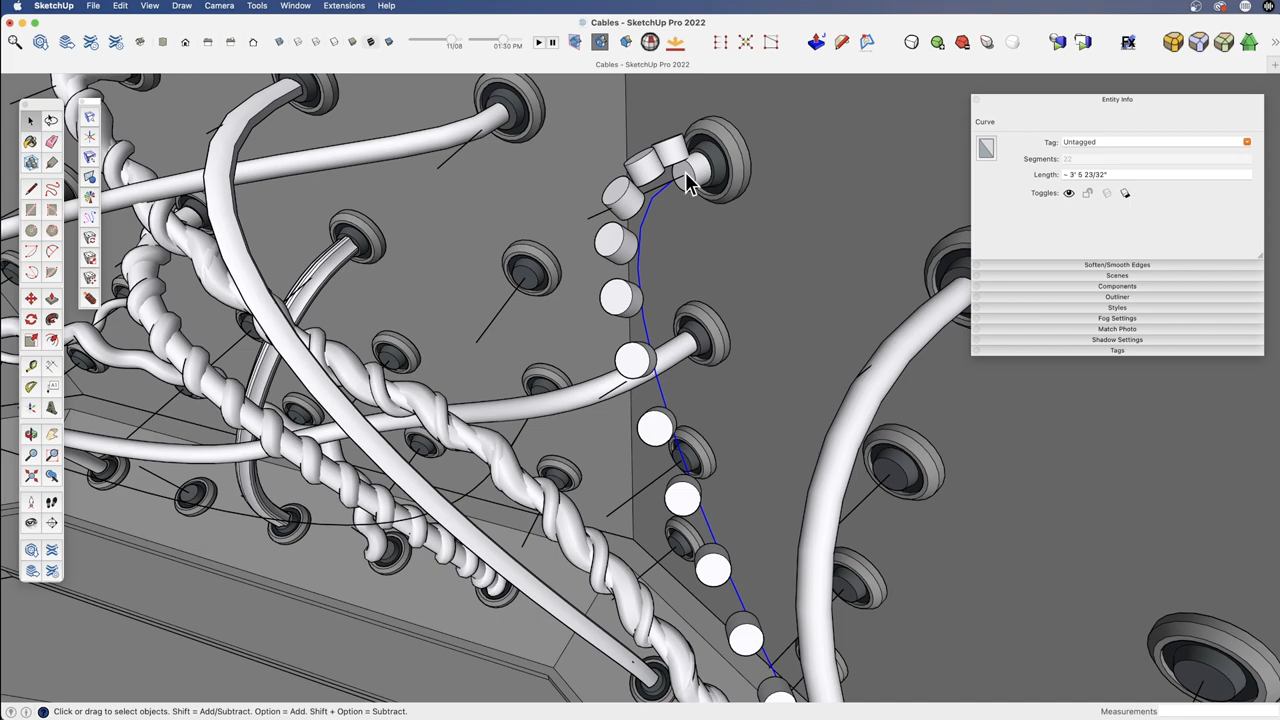 SketchUp File Edit View Draw Camera Tools Window Extensions Help
Cables - SketchUp Pro 2022
11/08 01:30 PM
Cables - SketchUp Pro 2022
Entity Info
Curve
Tag: Untagged
Segments: 22
Length: ~ 3' 5 23/32"
Toggles:
Soften/Smooth Edges
Scenes
Components
Outliner
Styles
Fog Settings
Match Photo
Shadow Settings
Tags
Click or drag to select objects. Shift = Add/Subtract. Option = Add. Shift + Option = Subtract. Measurements